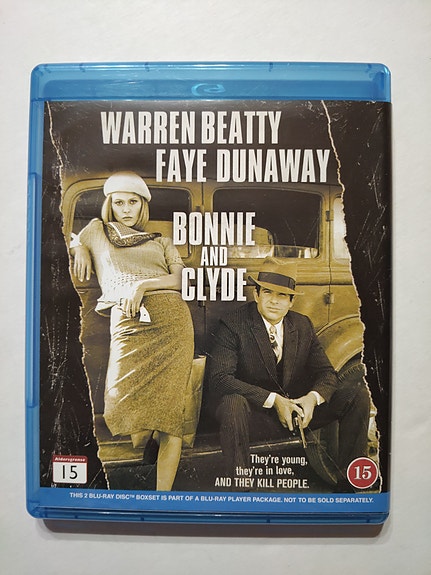 WARREN BEATTY
FAYE DUNAWAY
BONNIE
AND
CLYDE
They're young,
they're in love,
AND THEY KILL PEOPLE.
Aldersgrense
15
15
THIS 2 BLU-RAY DISC™ BOXSET IS PART OF A BLU-RAY PLAYER PACKAGE. NOT TO BE SOLD SEPARATELY.